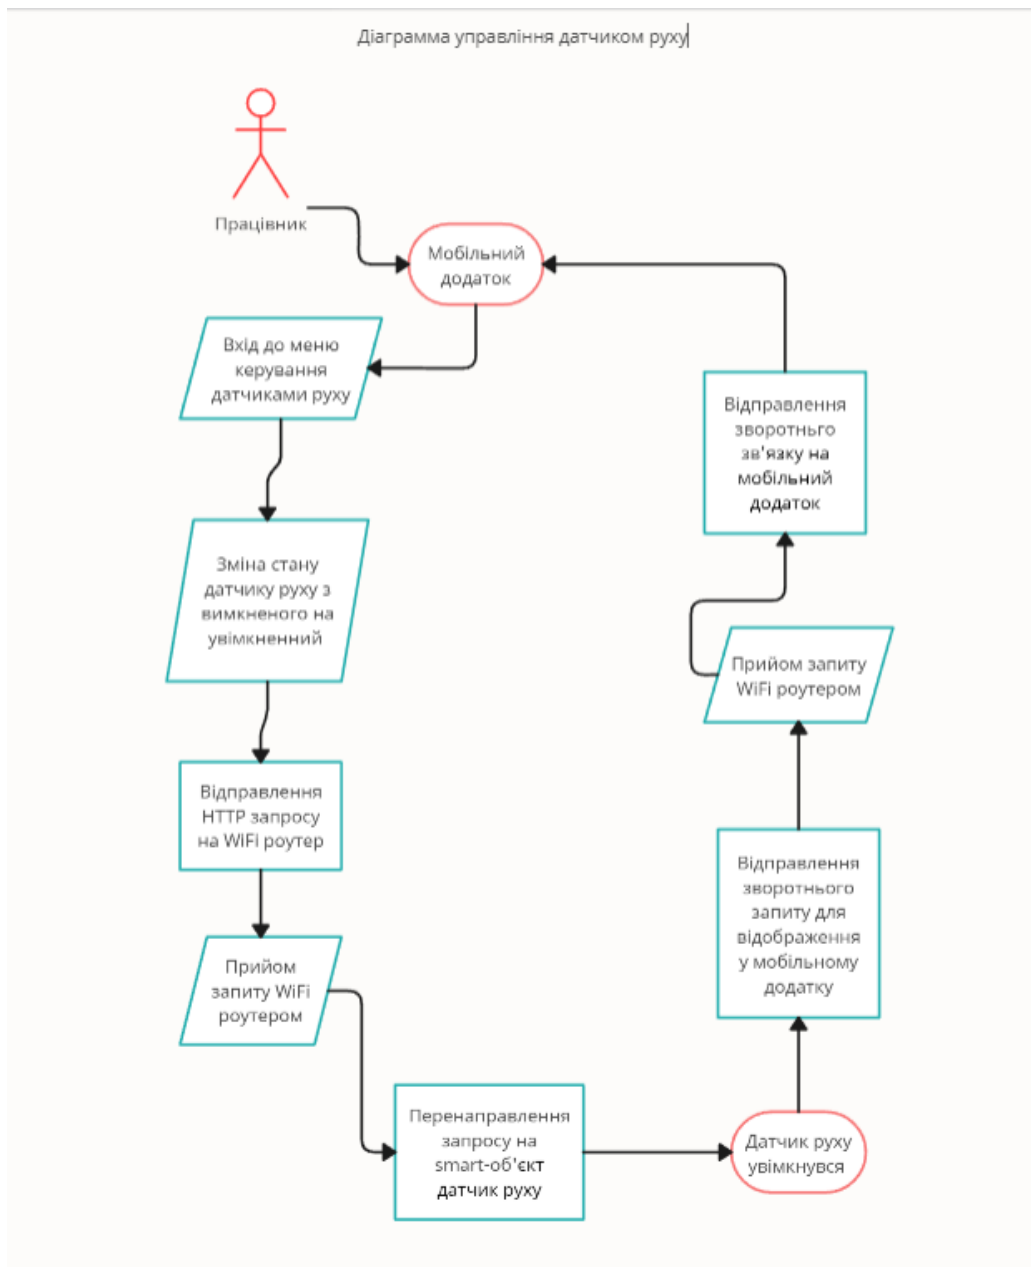 Діаграмма управління датчиком руху
Працівник
Мобільний
додаток
Вхід до меню
керування
датчиками руху
Зміна стану
датчику руху з
вимкненого на
увімкненний
Відправлення
HTTP запросу
на WiFi роутер
Прийом
запиту WiFi
роутером
Перенаправлення
запросу на
smart-об'єкт
датчик руху
Датчик руху
увімкнувся
Відправлення
зворотнього
запиту для
відображення
у мобільному
додатку
Прийом запиту
WiFi роутером
Відправлення
зворотньго
зв'язку на
мобільний
додаток